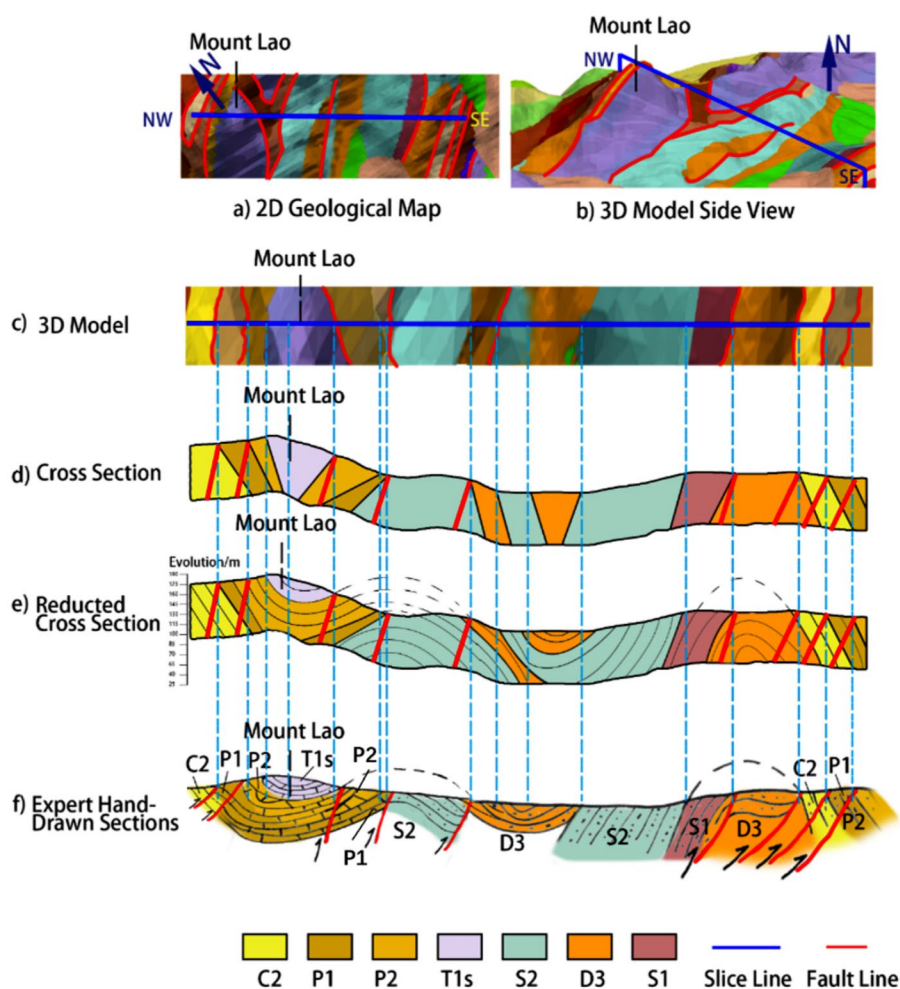 Mount Lao
N
NW
SE
a) 2D Geological Map
Mount Lao
NW
N
SE
b) 3D Model Side View
Mount Lao
c) 3D Model
Mount Lao
d) Cross Section
Mount Lao
Evolution/m
e) Reducted
Cross Section
Mount Lao
C2 P1 P2 T1s P2
C2 P1
f) Expert Hand-
Drawn Sections
P1 S2 D3 S2 S1 D3 P2
C2 P1 P2 T1s S2 D3 S1 Slice Line Fault Line